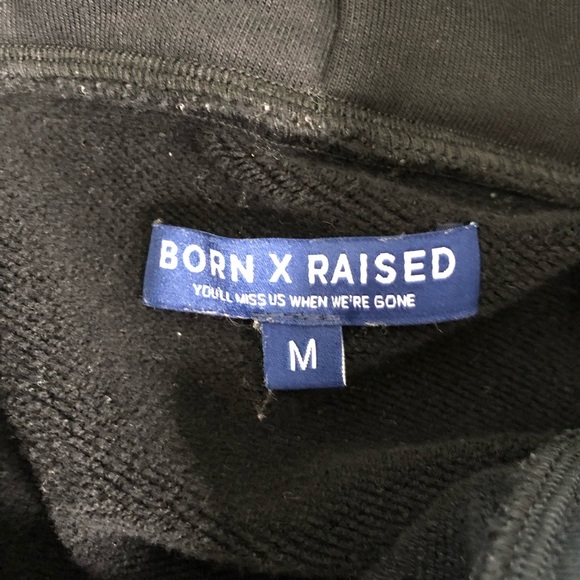 BORN X RAISED
YOU'LL MISS US WHEN WE'RE GONE
M